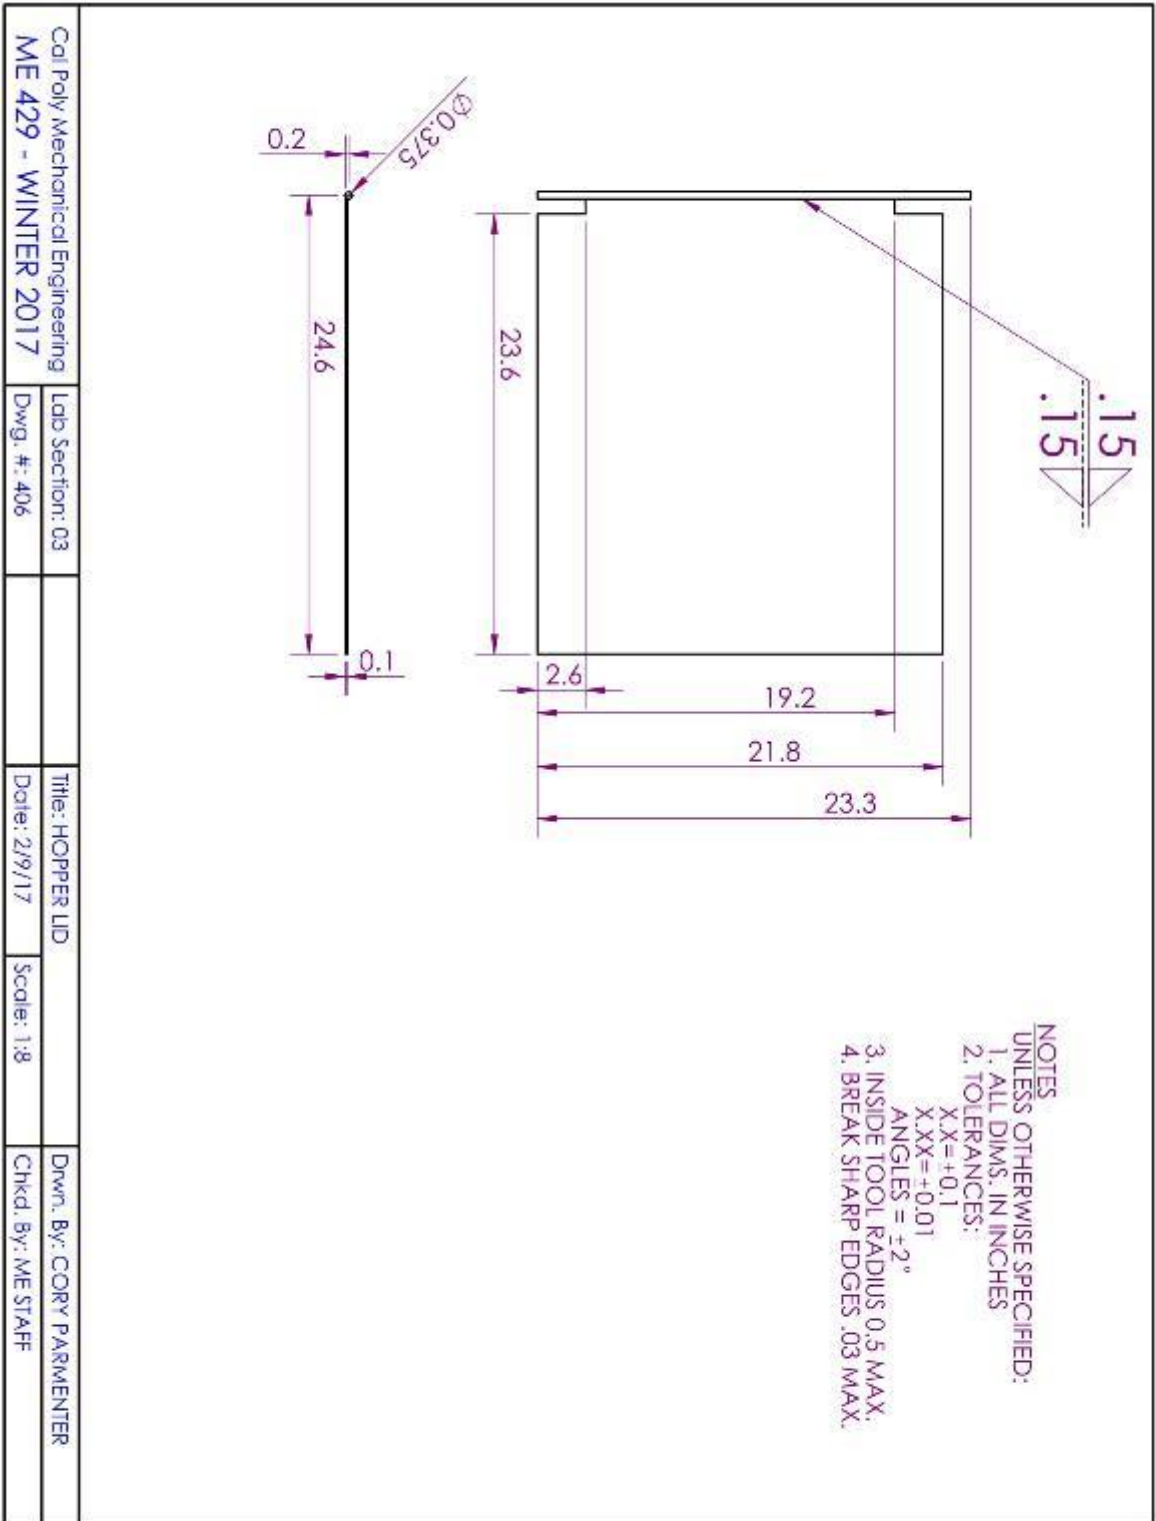 .15
.15
Ø0.375
0.2
24.6
0.1
23.6
2.6
19.2
21.8
23.3
NOTES
UNLESS OTHERWISE SPECIFIED:
1. ALL DIMS. IN INCHES
2. TOLERANCES:
X.X=±0.1
X.XX=±0.01
ANGLES = ±2°
3. INSIDE TOOL RADIUS 0.5 MAX.
4. BREAK SHARP EDGES .03 MAX.
Cal Poly Mechanical Engineering
ME 429 - WINTER 2017
Lab Section: 03
Dwg. #: 406
Title: HOPPER LID
Date: 2/9/17
Scale: 1:8
Drwn. By: CORY PARMENTER
Chkd. By: ME STAFF